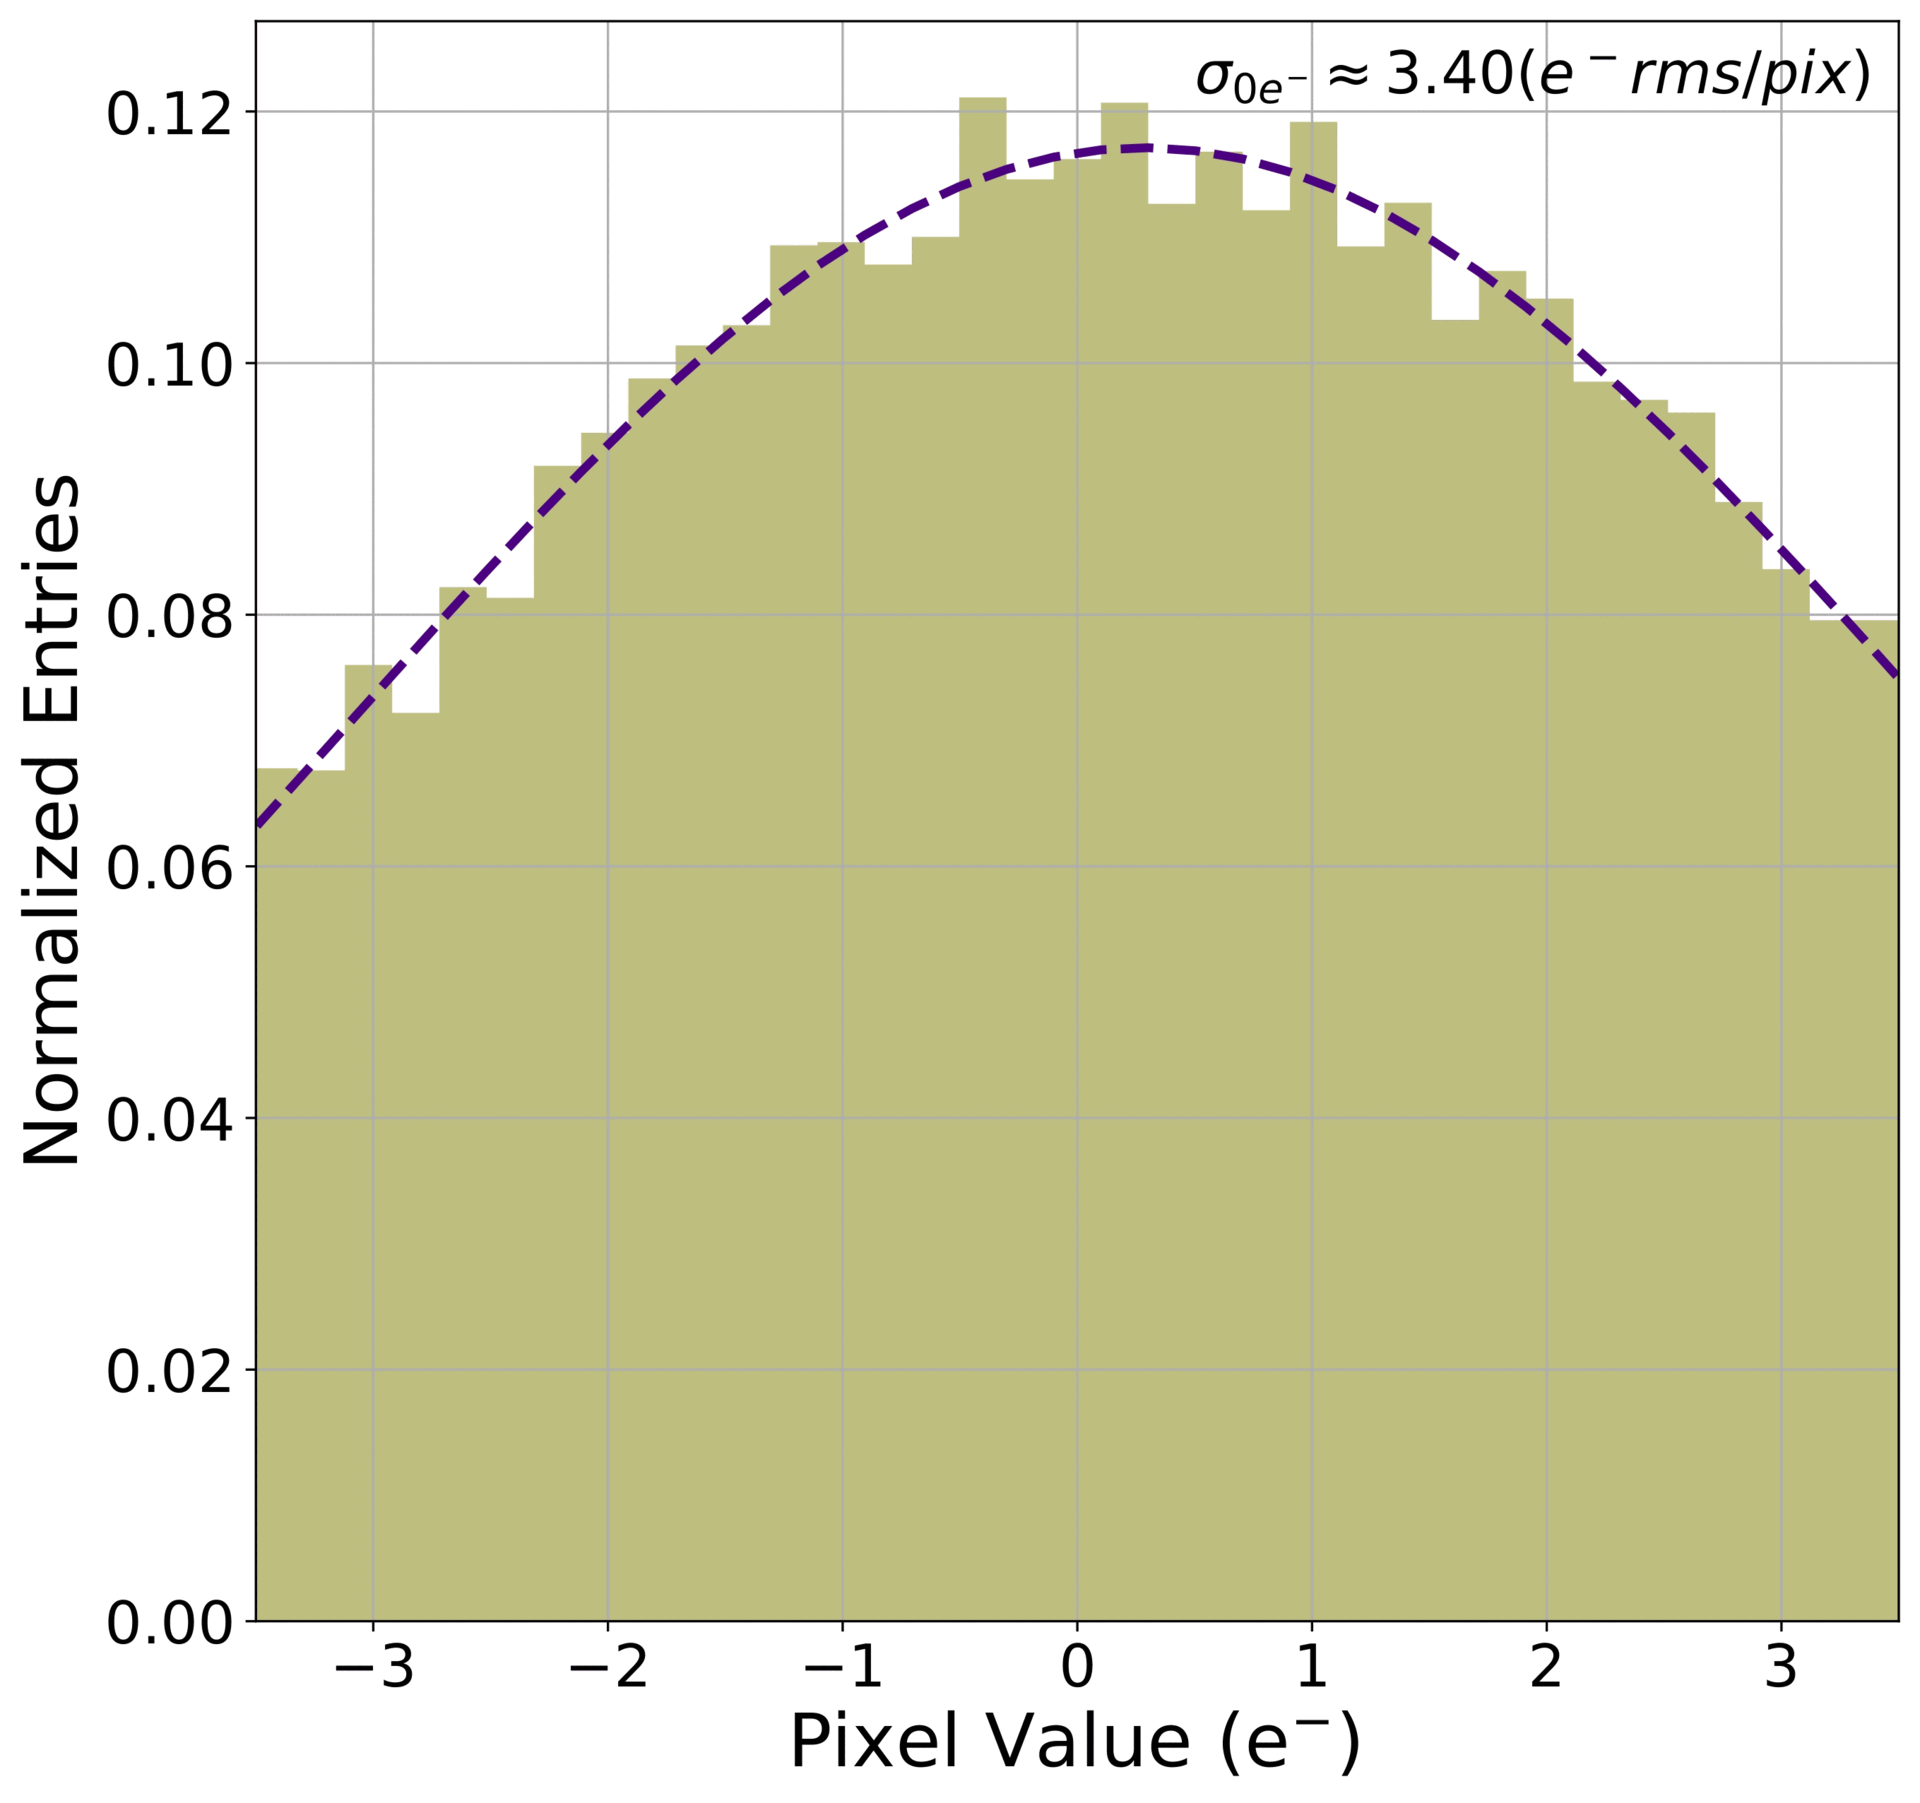 σ₀ₑ₋ ≈ 3.40(e⁻ rms/pix)
0.12
0.10
0.08
0.06
0.04
0.02
0.00
Normalized Entries
−3 −2 −1 0 1 2 3
Pixel Value (e⁻)